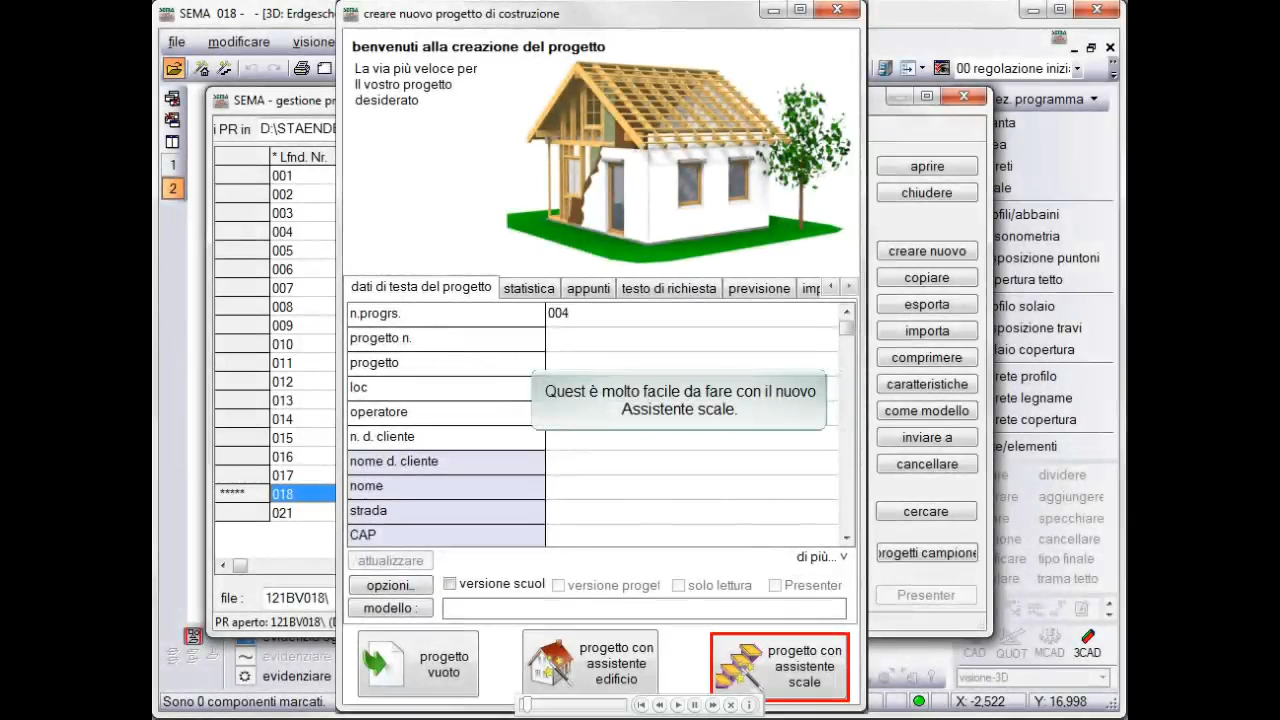 SEMA 018 - - [3D: Erdgesch
creare nuovo progetto di costruzione
file modificare visione
00 regolazione inizi:
benvenuti alla creazione del progetto
La via più veloce per
Il vostro progetto
desiderato
SEMA - gestione pr
ez. programma
i PR in D:\STAENDE
* Lfnd. Nr.
001
002
003
004
005
006
007
008
009
010
011
012
013
014
015
016
017
***** 018
021
file : 121BV018\
PR aperto: 121BV018\ (D
1
2
dati di testa del progetto statistica appunti testo di richiesta previsione imp
n.progrs. 004
progetto n.
progetto
loc
operatore
n. d. cliente
nome d. cliente
nome
strada
CAP
Quest è molto facile da fare con il nuovo
Assistente scale.
attualizzare di più...
opzioni.. versione scuol versione proget solo lettura Presenter
modello :
progetto
vuoto
progetto con
assistente
edificio
progetto con
assistente
scale
aprire
chiudere
creare nuovo
copiare
esporta
importa
comprimere
caratteristiche
come modello
inviare a
cancellare
cercare
rogetti campione
Presenter
anta
ea
reti
ale
ofili/abbaini
sonometria
posizione puntoni
pertura tetto
ofilo solaio
sposizione travi
laio copertura
rete profilo
rete legname
rete copertura
te/elementi
dividere
aggiungere
specchiare
cancellare
tipo finale
trama tetto
CAD QUOT MCAD 3CAD
visione-3D
evidenziare
evidenziare
Sono 0 componenti marcati.
X: -2,522 Y: 16,998